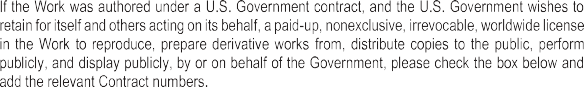 If the Work was authored under a U.S. Government contract, and the U.S. Government wishes to
retain for itself and others acting on its behalf, a paid-up, nonexclusive, irrevocable, worldwide license
in the Work to reproduce, prepare derivative works from, distribute copies to the public, perform
publicly, and display publicly, by or on behalf of the Government, please check the box below and
add the relevant Contract numbers.